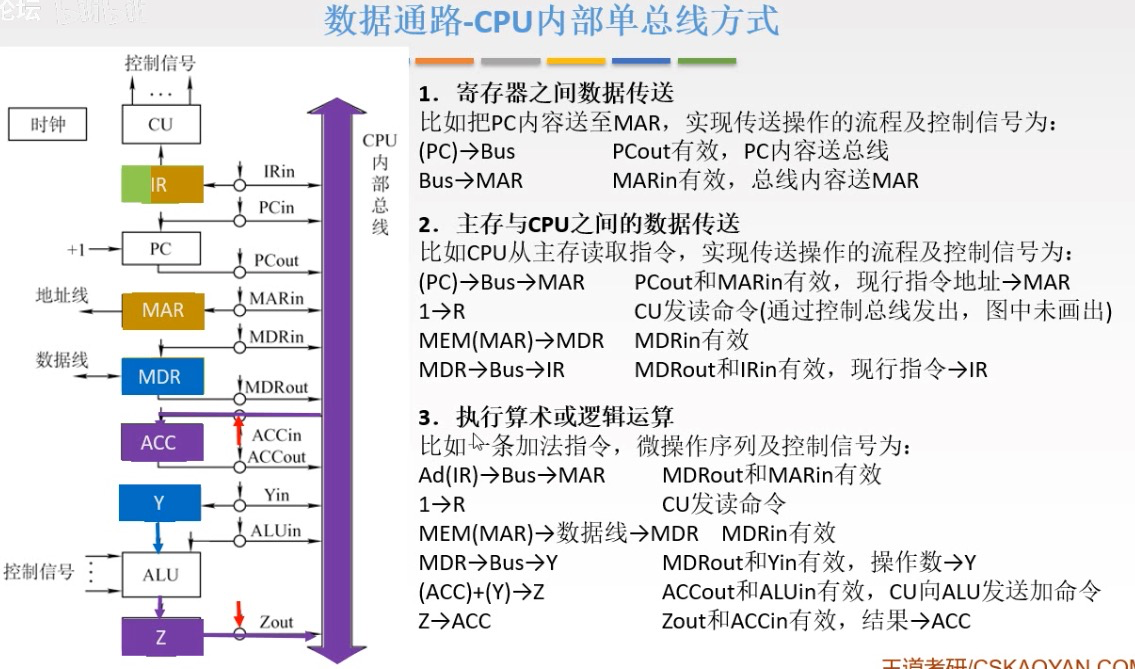 论坛
数据通路-CPU内部单总线方式
控制信号
...
时钟
CU
CPU内部总线
IR
IRin
PCin
+1
PC
PCout
地址线
MAR
MARin
MDRin
数据线
MDR
MDRout
ACC
ACCin
ACCout
Y
Yin
ALUin
控制信号
ALU
Z
Zout
1. 寄存器之间数据传送
比如把PC内容送至MAR，实现传送操作的流程及控制信号为：
(PC)→Bus PCout有效，PC内容送总线
Bus→MAR MARin有效，总线内容送MAR
2. 主存与CPU之间的数据传送
比如CPU从主存读取指令，实现传送操作的流程及控制信号为：
(PC)→Bus→MAR PCout和MARin有效，现行指令地址→MAR
1→R CU发读命令(通过控制总线发出，图中未画出)
MEM(MAR)→MDR MDRin有效
MDR→Bus→IR MDRout和IRin有效，现行指令→IR
3. 执行算术或逻辑运算
比如一条加法指令，微操作序列及控制信号为：
Ad(IR)→Bus→MAR MDRout和MARin有效
1→R CU发读命令
MEM(MAR)→数据线→MDR MDRin有效
MDR→Bus→Y MDRout和Yin有效，操作数→Y
(ACC)+(Y)→Z ACCout和ALUin有效，CU向ALU发送加命令
Z→ACC Zout和ACCin有效，结果→ACC
王道考研/CSKAOYAN.COM